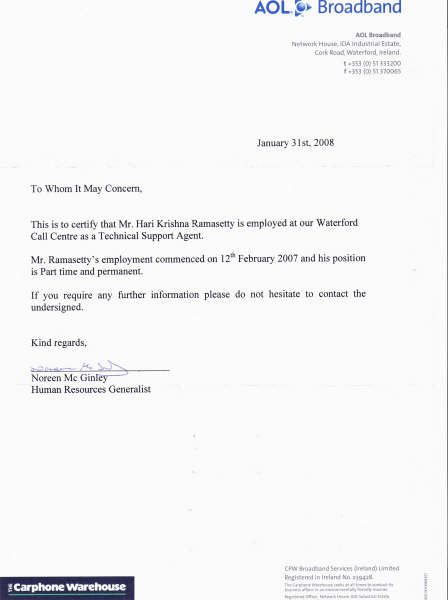 AOL Broadband
AOL Broadband
Network House, IDA Industrial Estate,
Cork Road, Waterford, Ireland.
t +353 (0) 51 333200
f +353 (0) 51 370065
January 31st, 2008
To Whom It May Concern,
This is to certify that Mr. Hari Krishna Ramasetty is employed at our Waterford
Call Centre as a Technical Support Agent.
Mr. Ramasetty's employment commenced on 12th February 2007 and his position
is Part time and permanent.
If you require any further information please do not hesitate to contact the
undersigned.
Kind regards,
Noreen Mc Ginley
Human Resources Generalist
THE Carphone Warehouse
CPW Broadband Services (Ireland) Limited
Registered in Ireland No. 239428.
The Carphone Warehouse seeks at all times to conduct its
business affairs in an environmentally friendly manner.
Registered Office: Network House, IDA Industrial Estate